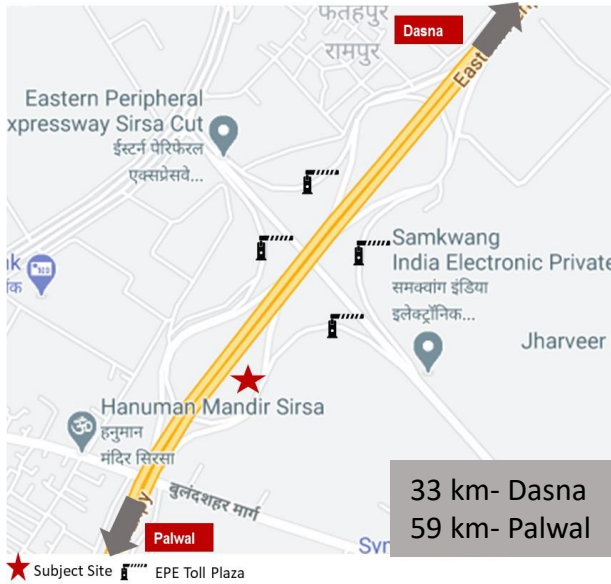 फतेहपुर
रामपुर
Dasna
East
Eastern Peripheral
xpressway Sirsa Cut
ईस्टर्न पेरिफेरल
एक्सप्रेसवे...
Samkwang
India Electronic Private
समक्वांग इंडिया
इलेक्ट्रॉनिक...
Jharveer
Hanuman Mandir Sirsa
ॐ
हनुमान
मंदिर सिरसा
बुलंदशहर मार्ग
33 km- Dasna
59 km- Palwal
Palwal
Subject Site
EPE Toll Plaza